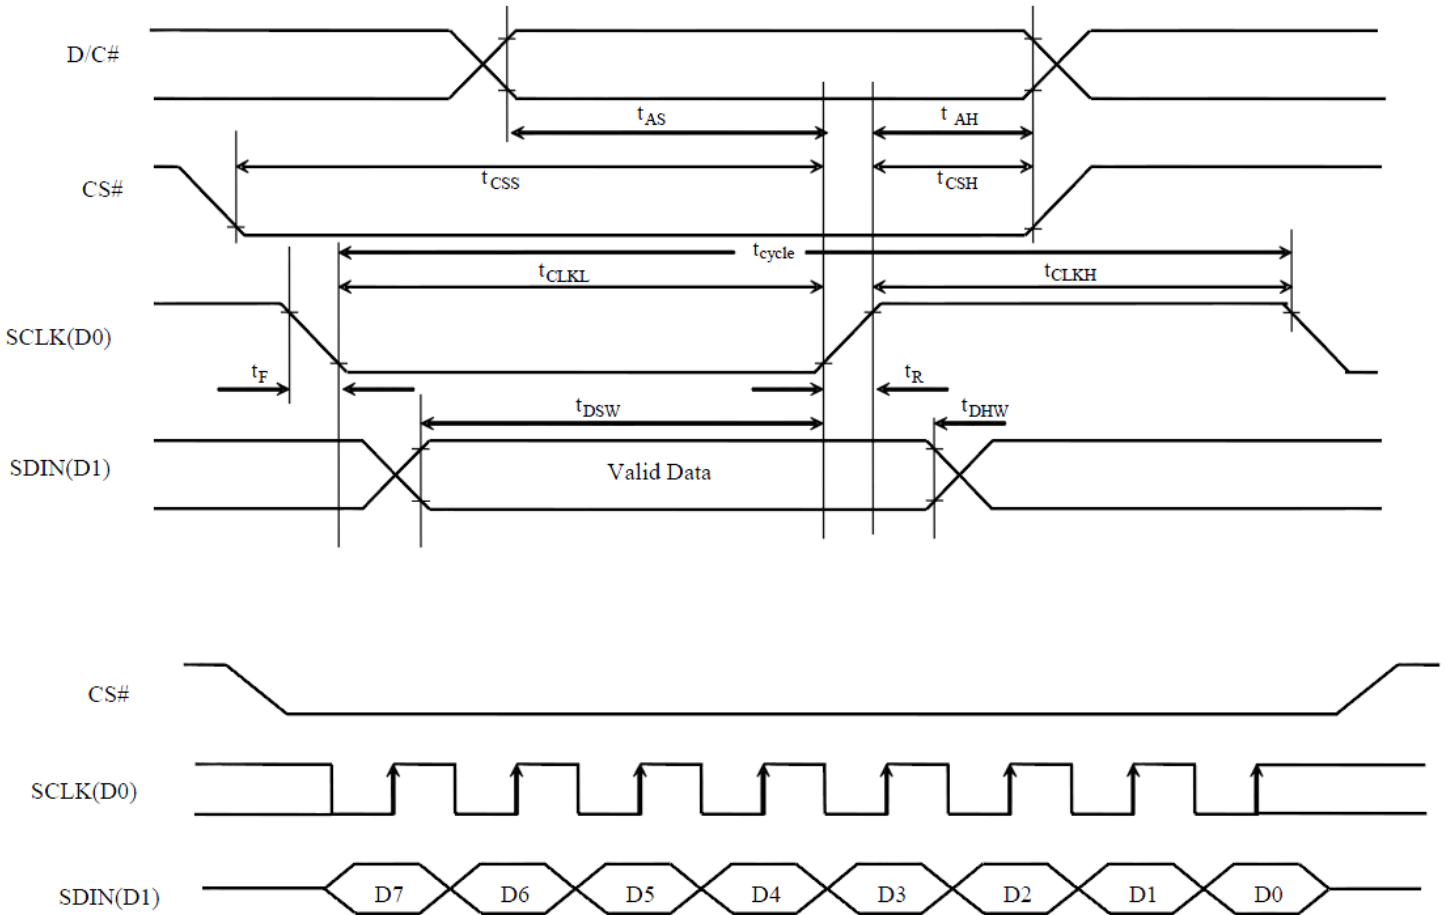 D/C#
tAS
t AH
CS#
tCSS
tCSH
tcycle
tCLKL
tCLKH
SCLK(D0)
tF
tR
tDSW
tDHW
SDIN(D1)
Valid Data
CS#
SCLK(D0)
SDIN(D1)
D7 D6 D5 D4 D3 D2 D1 D0